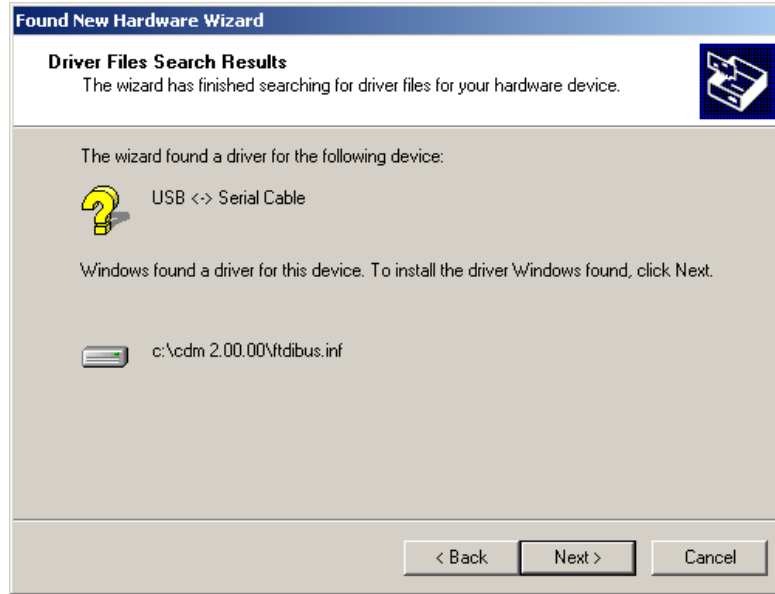 Found New Hardware Wizard
Driver Files Search Results
The wizard has finished searching for driver files for your hardware device.
The wizard found a driver for the following device:
USB <-> Serial Cable
Windows found a driver for this device. To install the driver Windows found, click Next.
c:\cdm 2.00.00\ftdibus.inf
< Back Next > Cancel